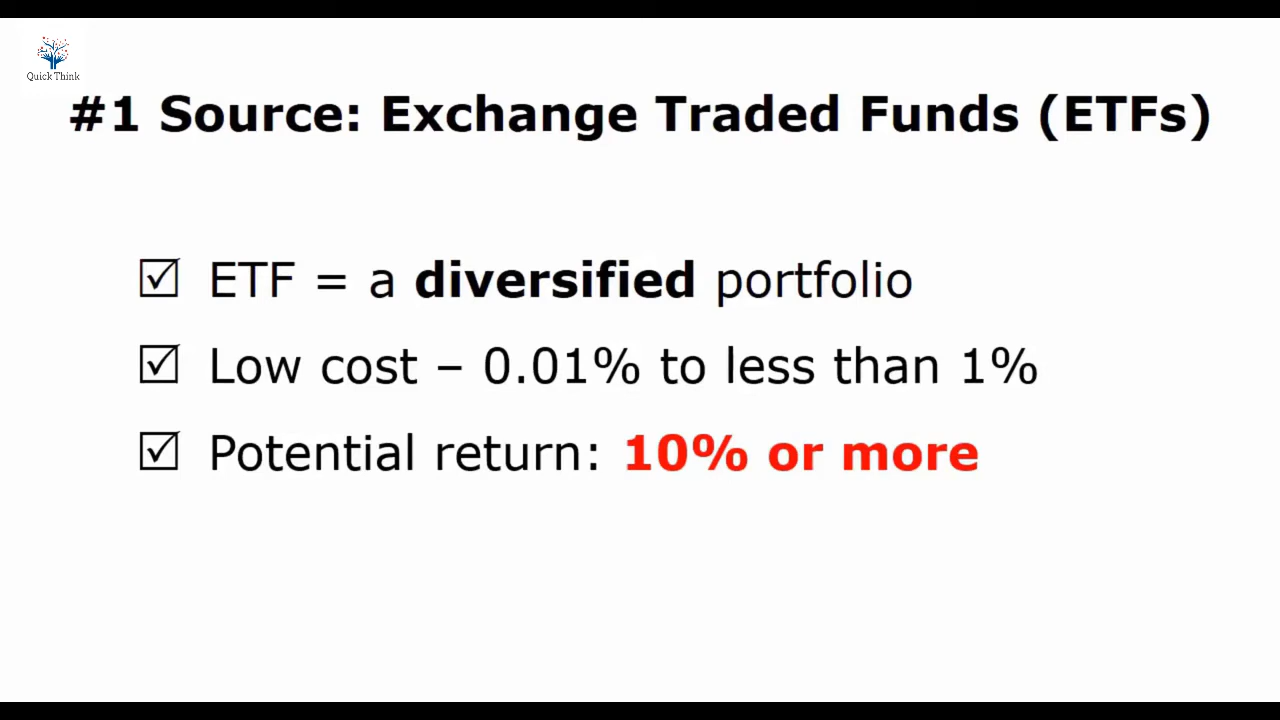 Quick Think
#1 Source: Exchange Traded Funds (ETFs)
☑ ETF = a diversified portfolio
☑ Low cost – 0.01% to less than 1%
☑ Potential return: 10% or more